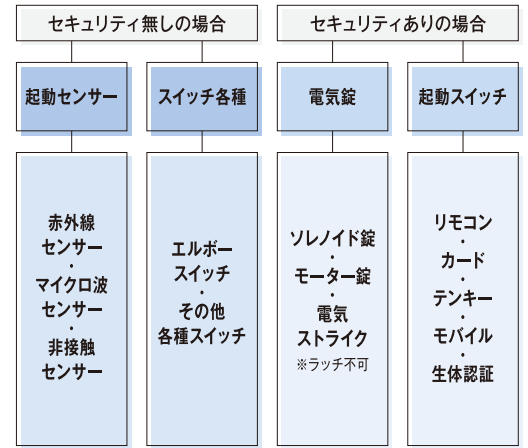 セキュリティ無しの場合
起動センサー
赤外線
センサー
・
マイクロ波
センサー
・
非接触
センサー
スイッチ各種
エルボー
スイッチ
・
その他
各種スイッチ
セキュリティありの場合
電気錠
ソレノイド錠
・
モーター錠
・
電気
ストライク
※ラッチ不可
起動スイッチ
リモコン
・
カード
・
テンキー
・
モバイル
・
生体認証